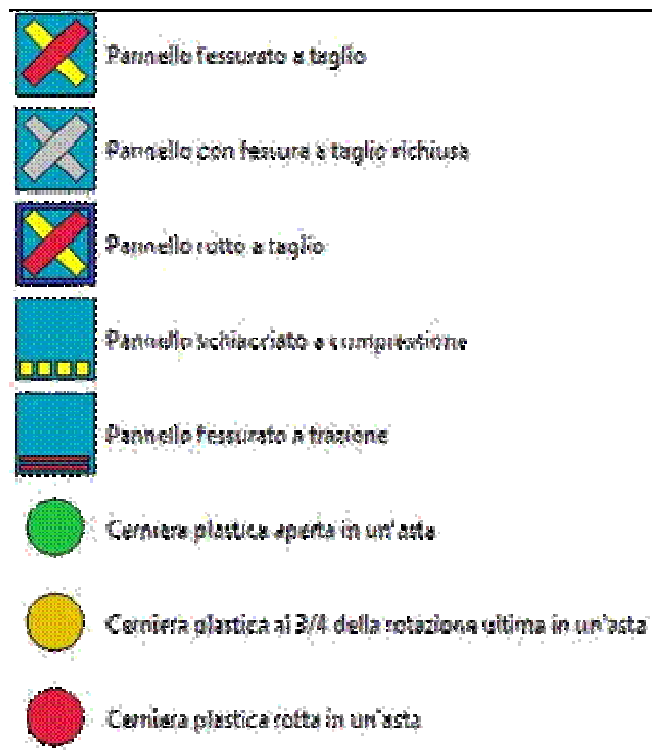 Pannello fessurato a taglio
Pannello con fessure a taglio richiusa
Pannello rotto a taglio
Pannello schiacciato a compressione
Pannello fessurato a trazione
Cerniera plastica aperta in un'asta
Cerniera plastica ai 3/4 della rotazione ultima in un'asta
Cerniera plastica rotta in un'asta